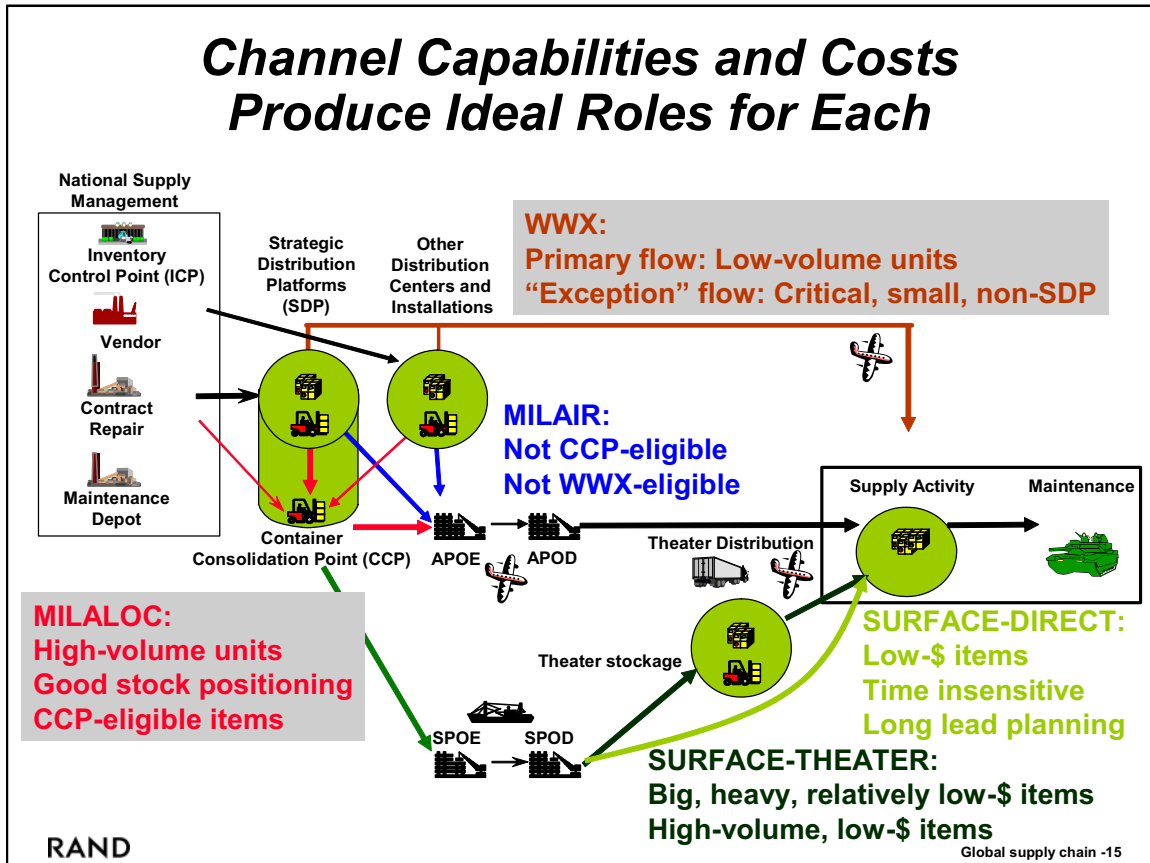 Channel Capabilities and Costs
Produce Ideal Roles for Each
National Supply
Management
Inventory
Control Point (ICP)
Vendor
Contract
Repair
Maintenance
Depot
Strategic
Distribution
Platforms
(SDP)
Other
Distribution
Centers and
Installations
WWX:
Primary flow: Low-volume units
“Exception” flow: Critical, small, non-SDP
MILAIR:
Not CCP-eligible
Not WWX-eligible
Supply Activity
Maintenance
Container
Consolidation Point (CCP)
APOE
APOD
Theater Distribution
MILALOC:
High-volume units
Good stock positioning
CCP-eligible items
Theater stockage
SURFACE-DIRECT:
Low-$ items
Time insensitive
Long lead planning
SPOE
SPOD
SURFACE-THEATER:
Big, heavy, relatively low-$ items
High-volume, low-$ items
RAND
Global supply chain -15